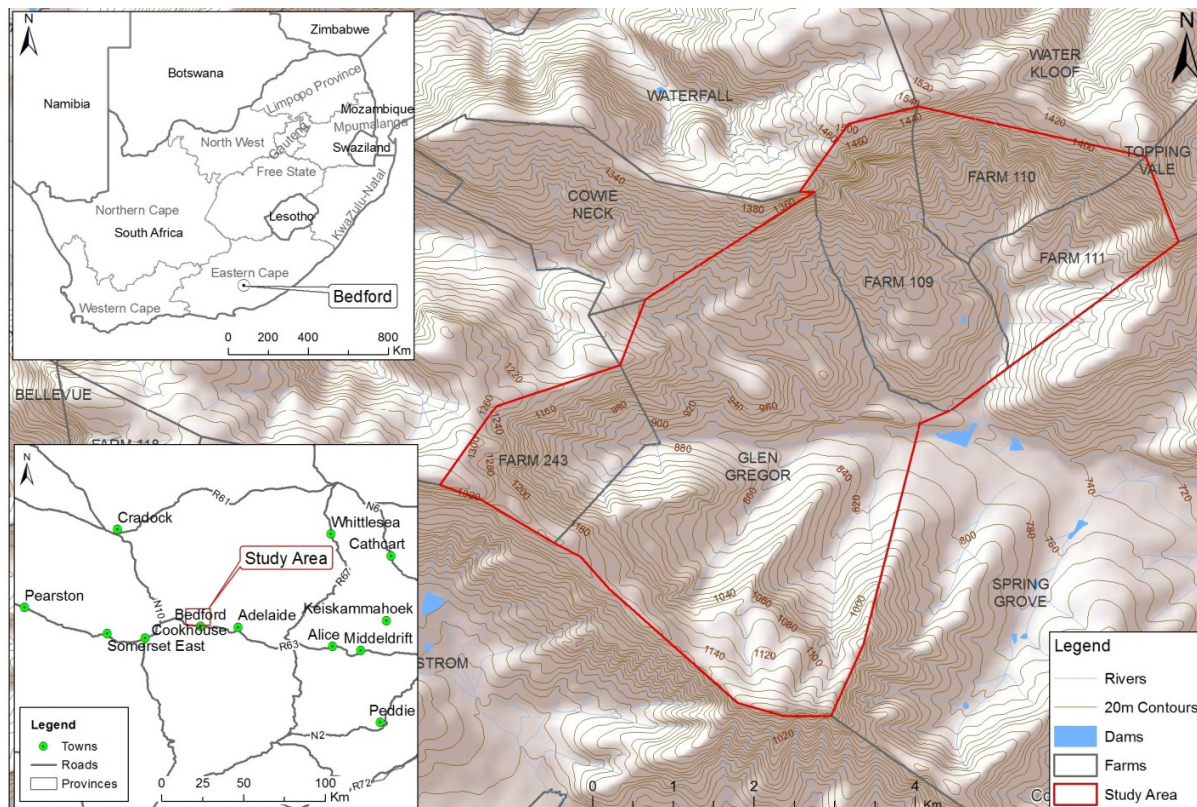 N
Zimbabwe
Botswana
Limpopo Province
Namibia
Mozambique
Mpumalanga
North West
Gauteng
Swaziland
Free State
KwaZulu-Natal
Northern Cape
Lesotho
South Africa
Eastern Cape
Western Cape
Bedford
0 200 400 600 800
Km
N
WATER
KLOOF
WATERFALL
1520
1540
1500
1480
1460
1440
1420
1400
TOPPING
VALE
FARM 110
1340
COWIE
NECK
1380
1360
FARM 111
FARM 109
BELLEVUE
FARM 118
1220
1260
1240
1160
980
920
940
960
900
880
1300
1280
FARM 243
1200
1320
180
GLEN
GREGOR
860
840
820
740
720
760
780
800
SPRING
GROVE
1040
1060
1080
1000
1100
1120
1140
1020
STROM
N
R61
N6
Cradock
Whittlesea
Cathcart
Study Area
R67
Pearston
N10
Bedford
Adelaide
Keiskammahoek
Cookhouse
Somerset East
Alice
Middeldrift
R63
Peddie
N2
R72
Legend
Towns
Roads
Provinces
0 25 50 100
Km
0 1 2 4
Km
Legend
Rivers
20m Contours
Dams
Farms
Study Area